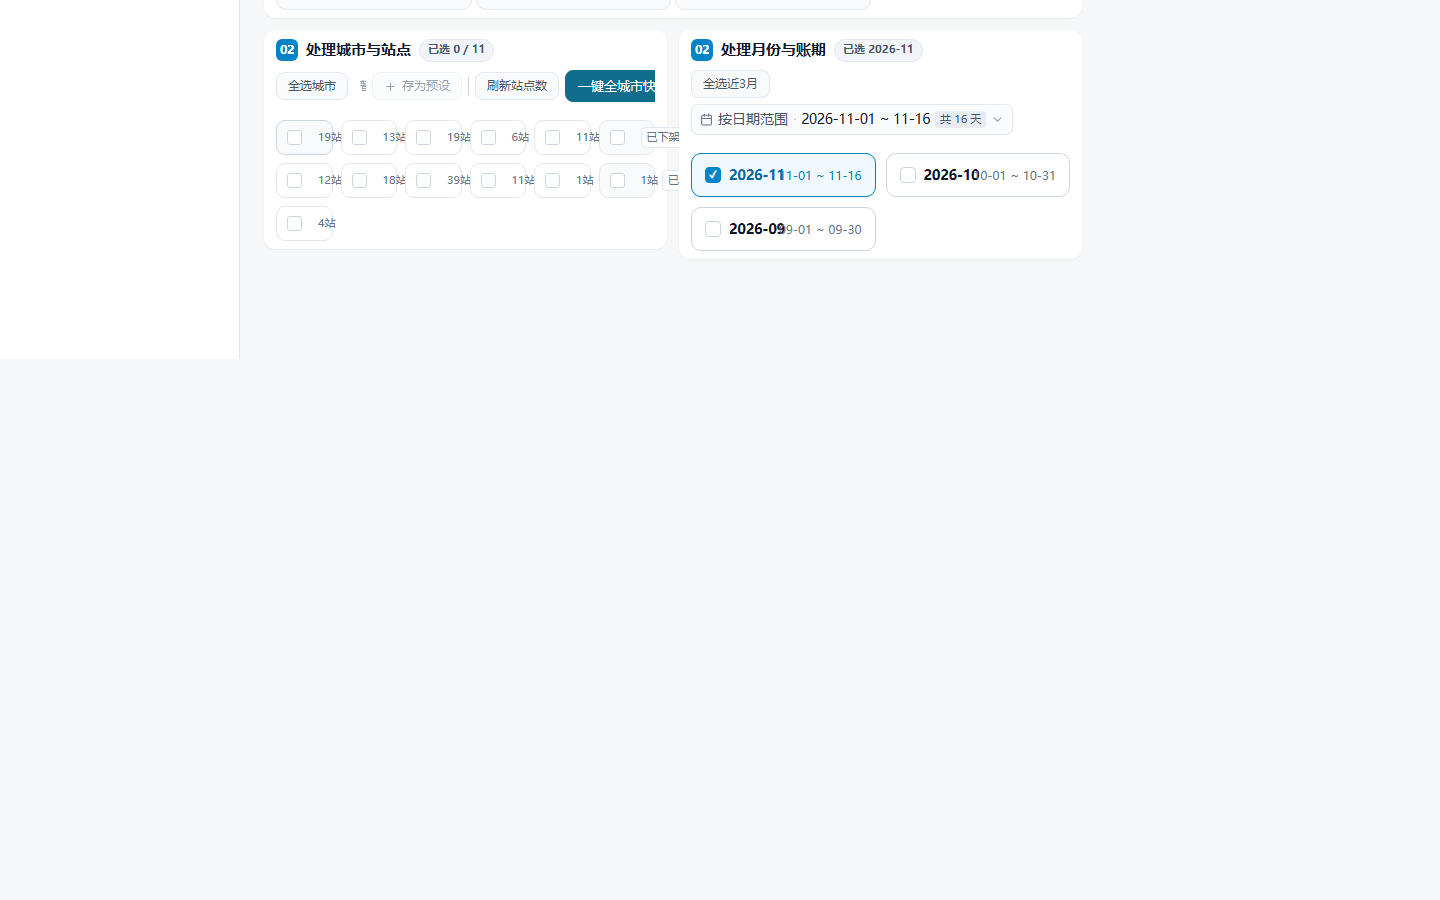 02 处理城市与站点 已选 0 / 11
全选城市 + 存为预设 刷新站点数 一键全城市快
19站 13站 19站 6站 11站 已下架
12站 18站 39站 11站 1站 1站 已
4站
02 处理月份与账期 已选 2026-11
全选近3月
按日期范围 · 2026-11-01 ~ 11-16 共 16 天
2026-11 11-01 ~ 11-16
2026-10 10-01 ~ 10-31
2026-09 09-01 ~ 09-30